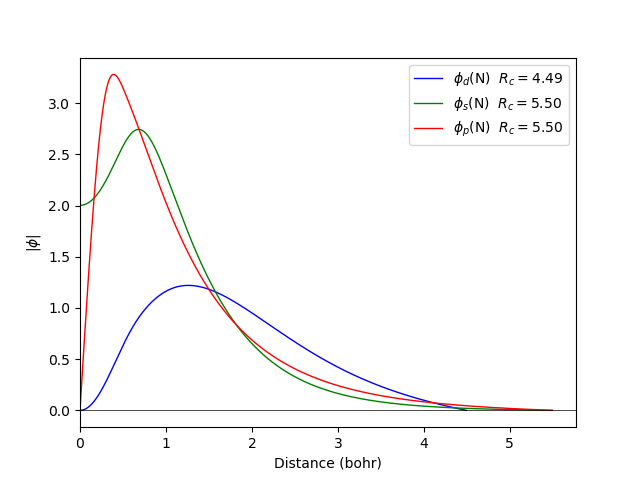 ϕd(N) Rc = 4.49
ϕs(N) Rc = 5.50
ϕp(N) Rc = 5.50
|ϕ|
3.0
2.5
2.0
1.5
1.0
0.5
0.0
0 1 2 3 4 5
Distance (bohr)